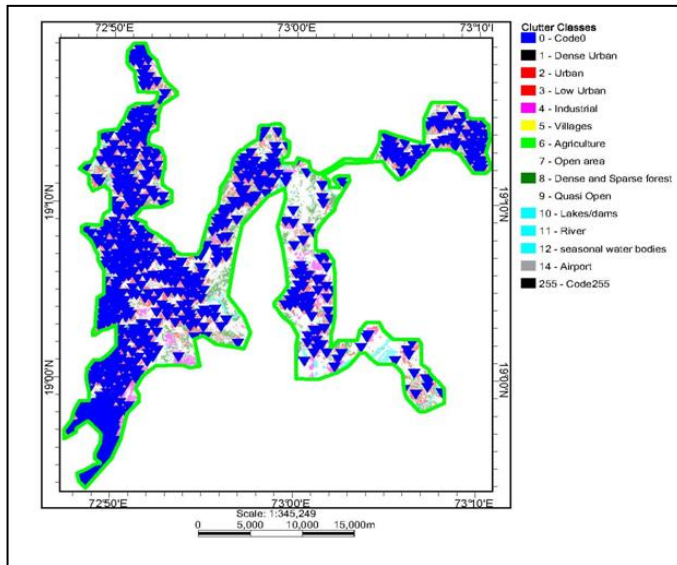 72°50'E 73°00'E 73°10'E
Clutter Classes
0 - Code0
1 - Dense Urban
2 - Urban
3 - Low Urban
4 - Industrial
5 - Villages
6 - Agriculture
7 - Open area
8 - Dense and Sparse forest
9 - Quasi Open
10 - Lakes/dams
11 - River
12 - seasonal water bodies
14 - Airport
255 - Code255
19°10'N 19°10'N
19°00'N 19°00'N
72°50'E 73°00'E 73°10'E
Scale: 1:345,249
0 5,000 10,000 15,000m